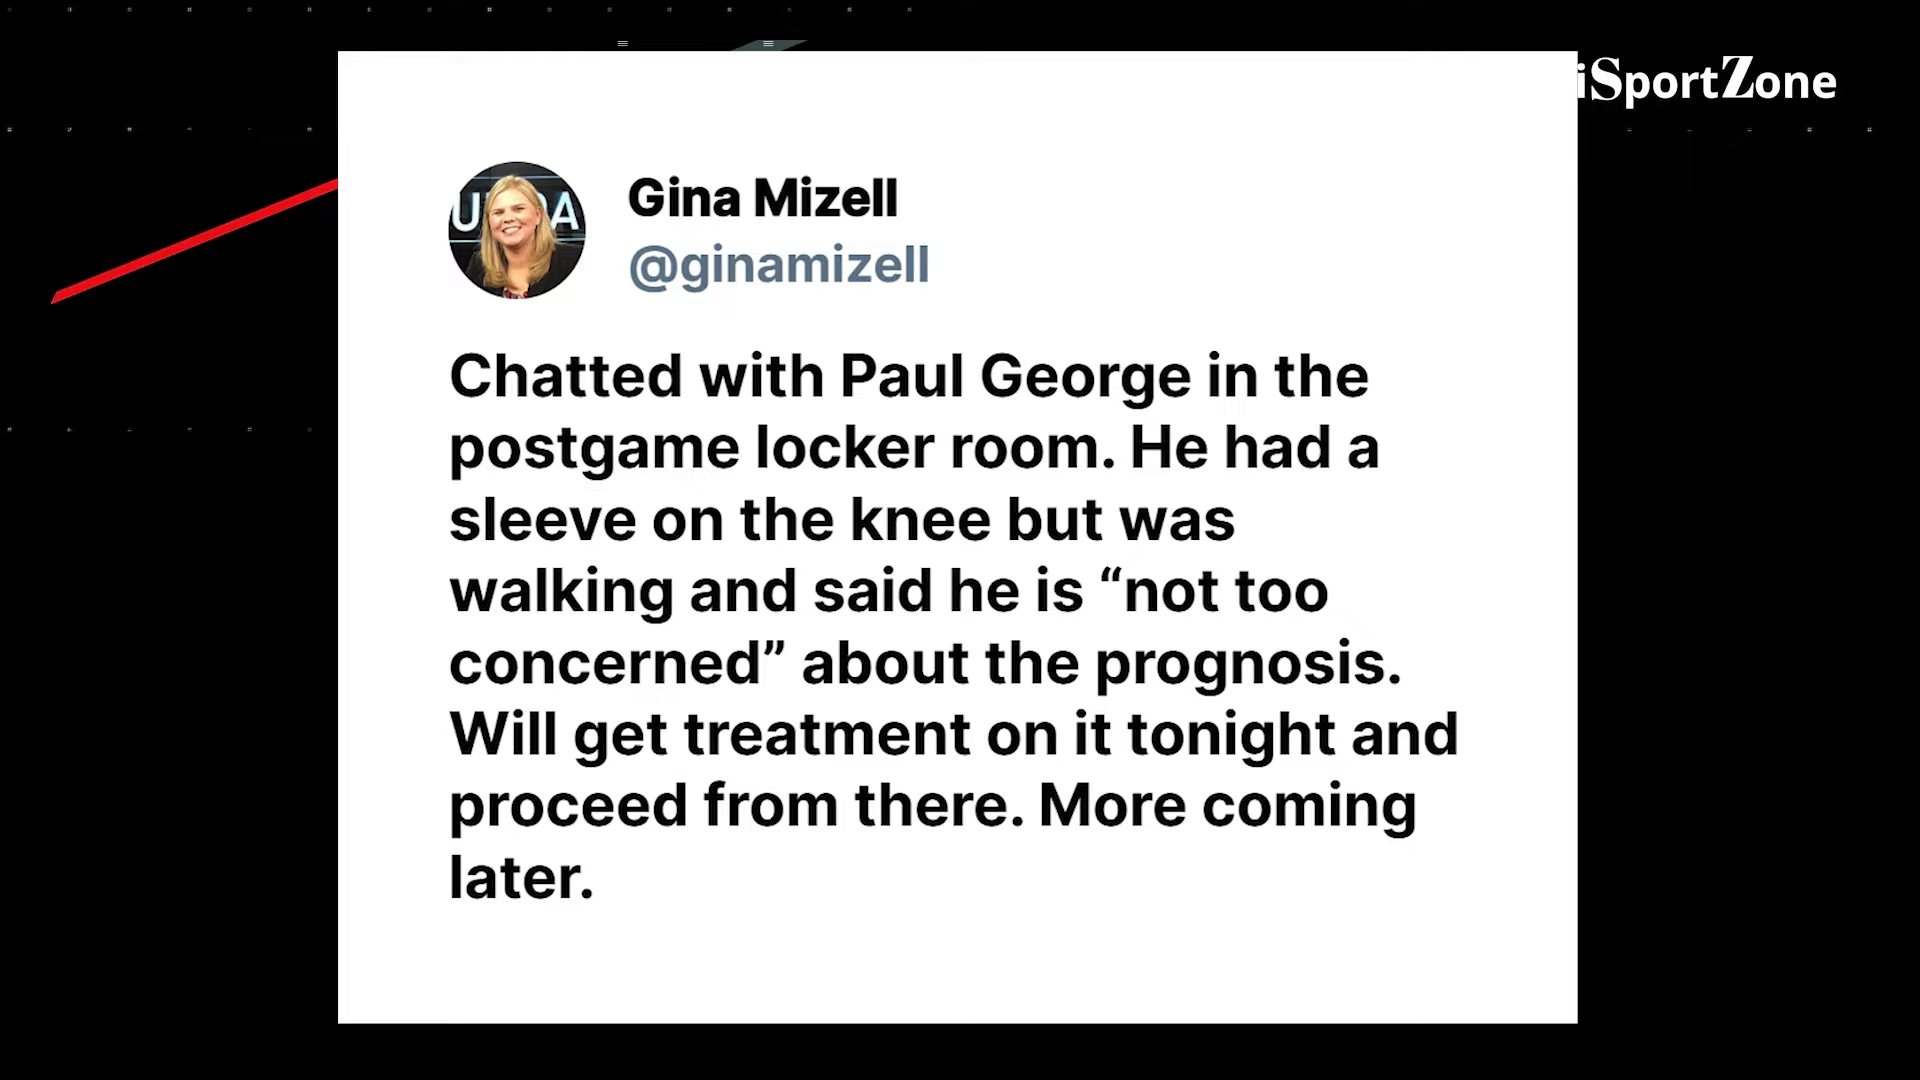 iSportZone
Gina Mizell
@ginamizell
Chatted with Paul George in the
postgame locker room. He had a
sleeve on the knee but was
walking and said he is “not too
concerned” about the prognosis.
Will get treatment on it tonight and
proceed from there. More coming
later.